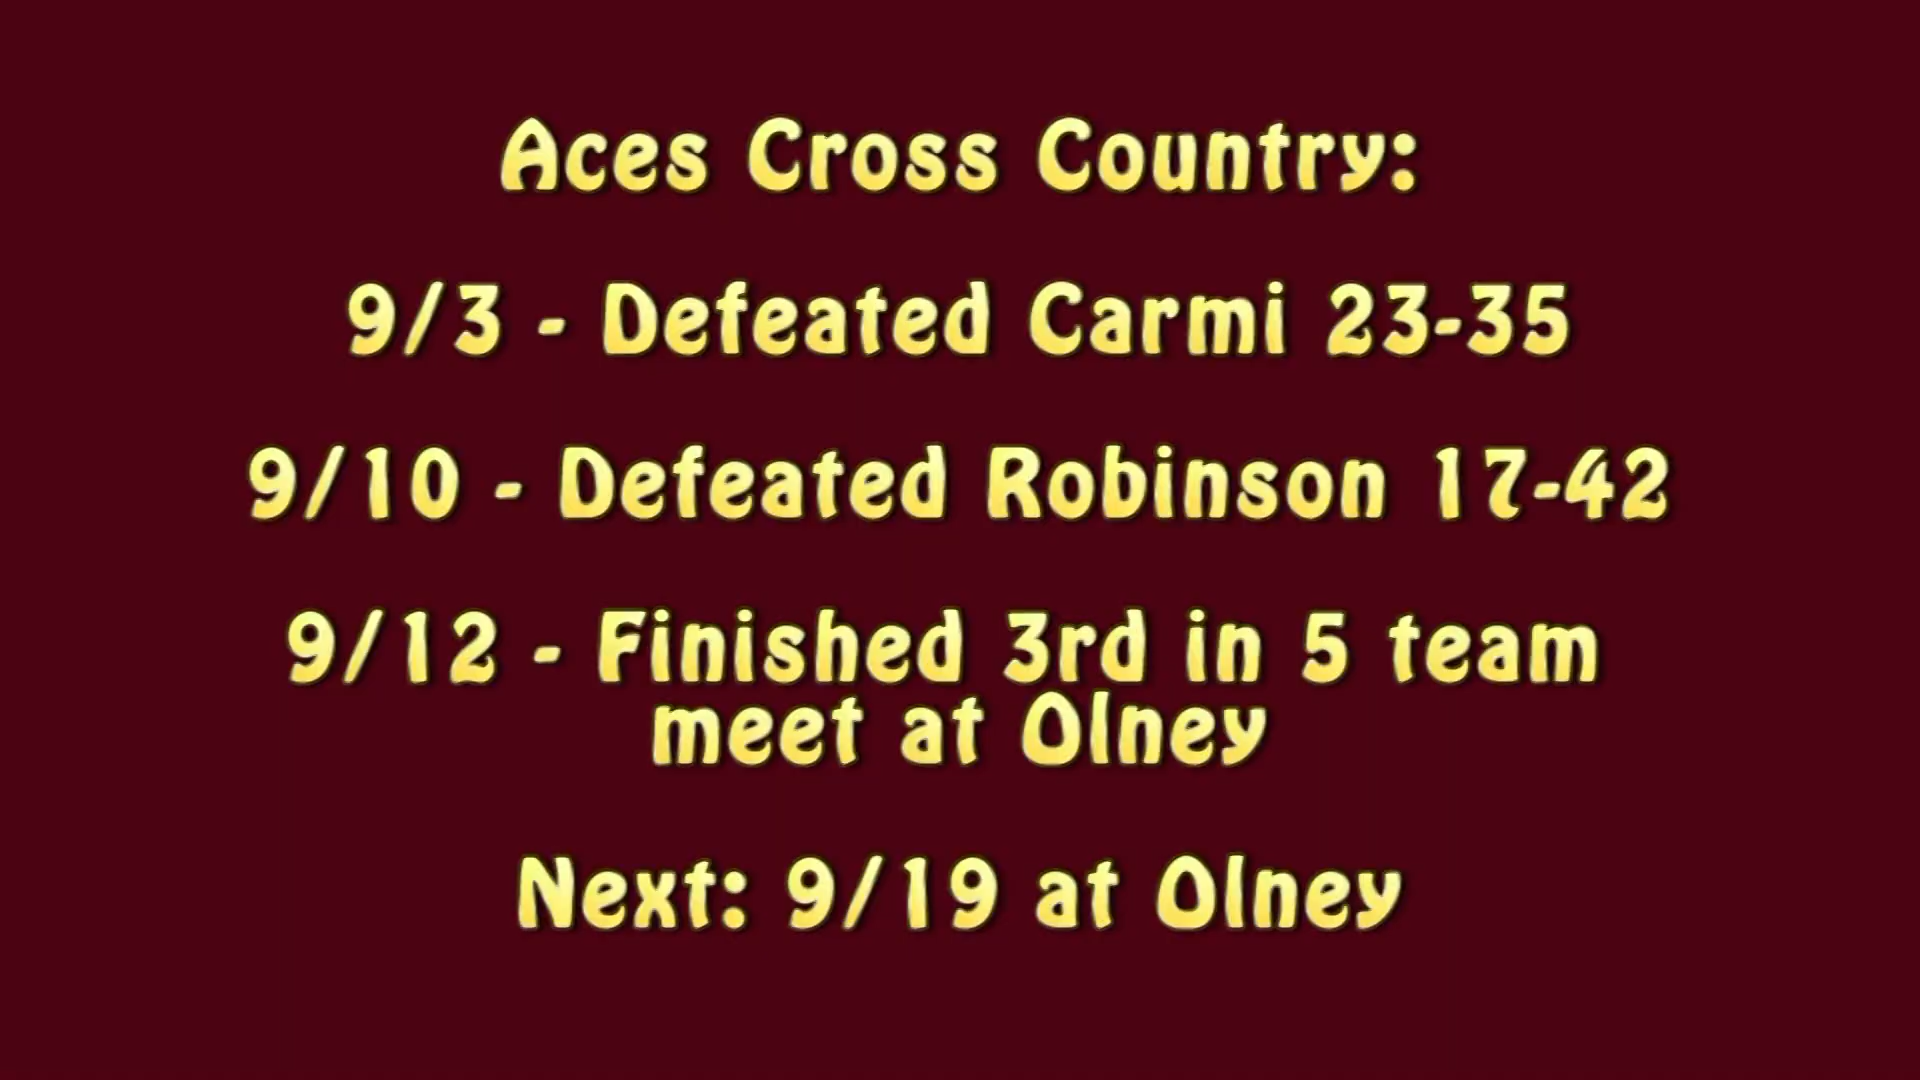 Aces Cross Country:
9/3 - Defeated Carmi 23-35
9/10 - Defeated Robinson 17-42
9/12 - Finished 3rd in 5 team
meet at Olney
Next: 9/19 at Olney